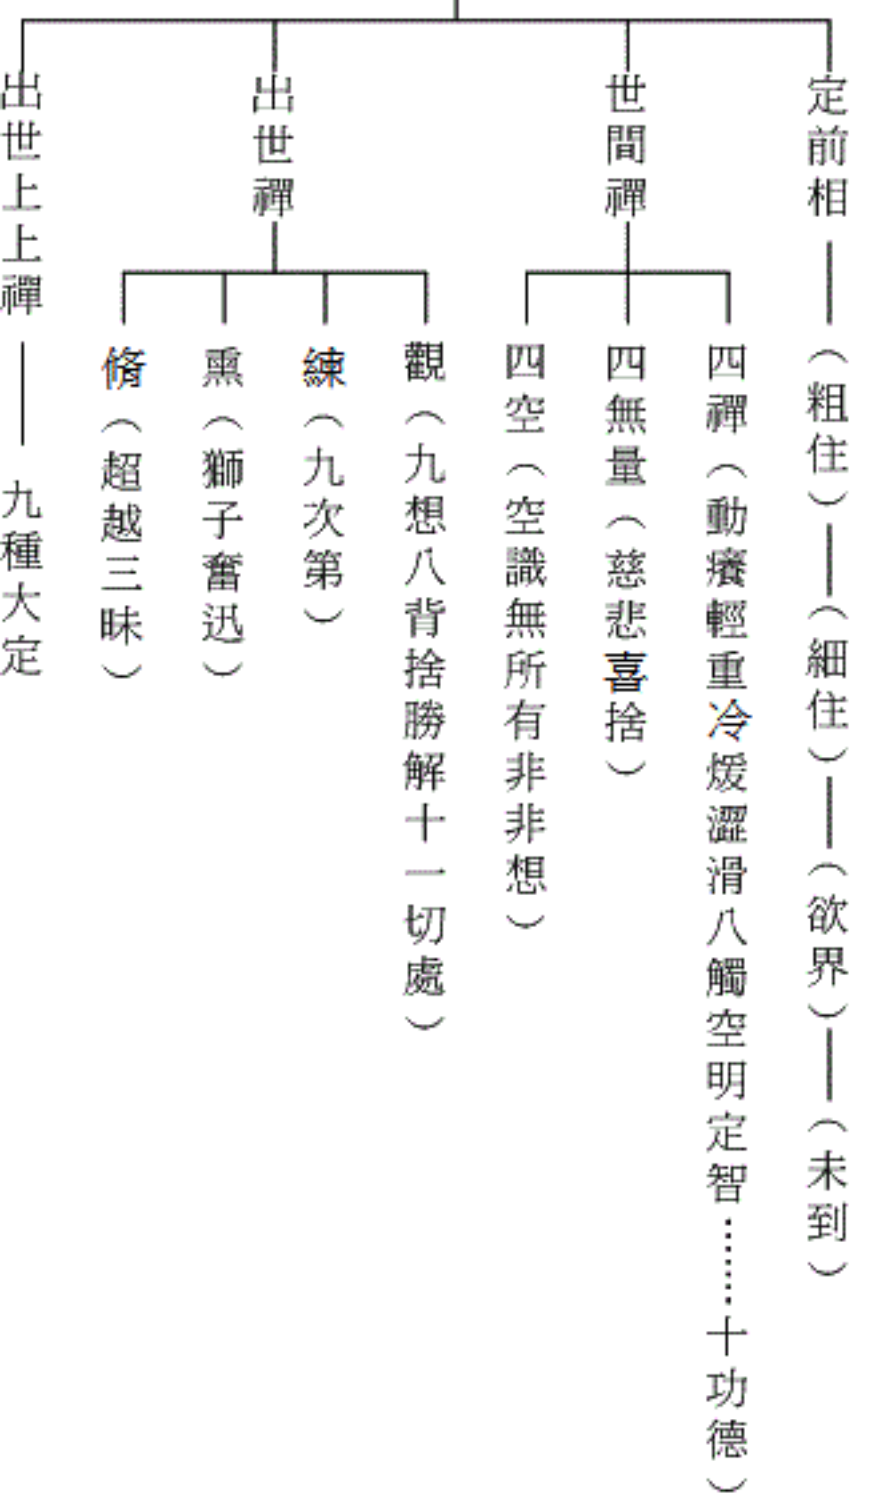 定前相
（粗住）
（細住）
（欲界）
（未到）
世間禪
四禪（動癢輕重冷煖澀滑八觸空明定智……十功德）
四無量（慈悲喜捨）
四空（空識無所有非非想）
出世禪
觀（九想八背捨勝解十一切處）
練（九次第）
熏（獅子奮迅）
脩（超越三昧）
出世上上禪
九種大定